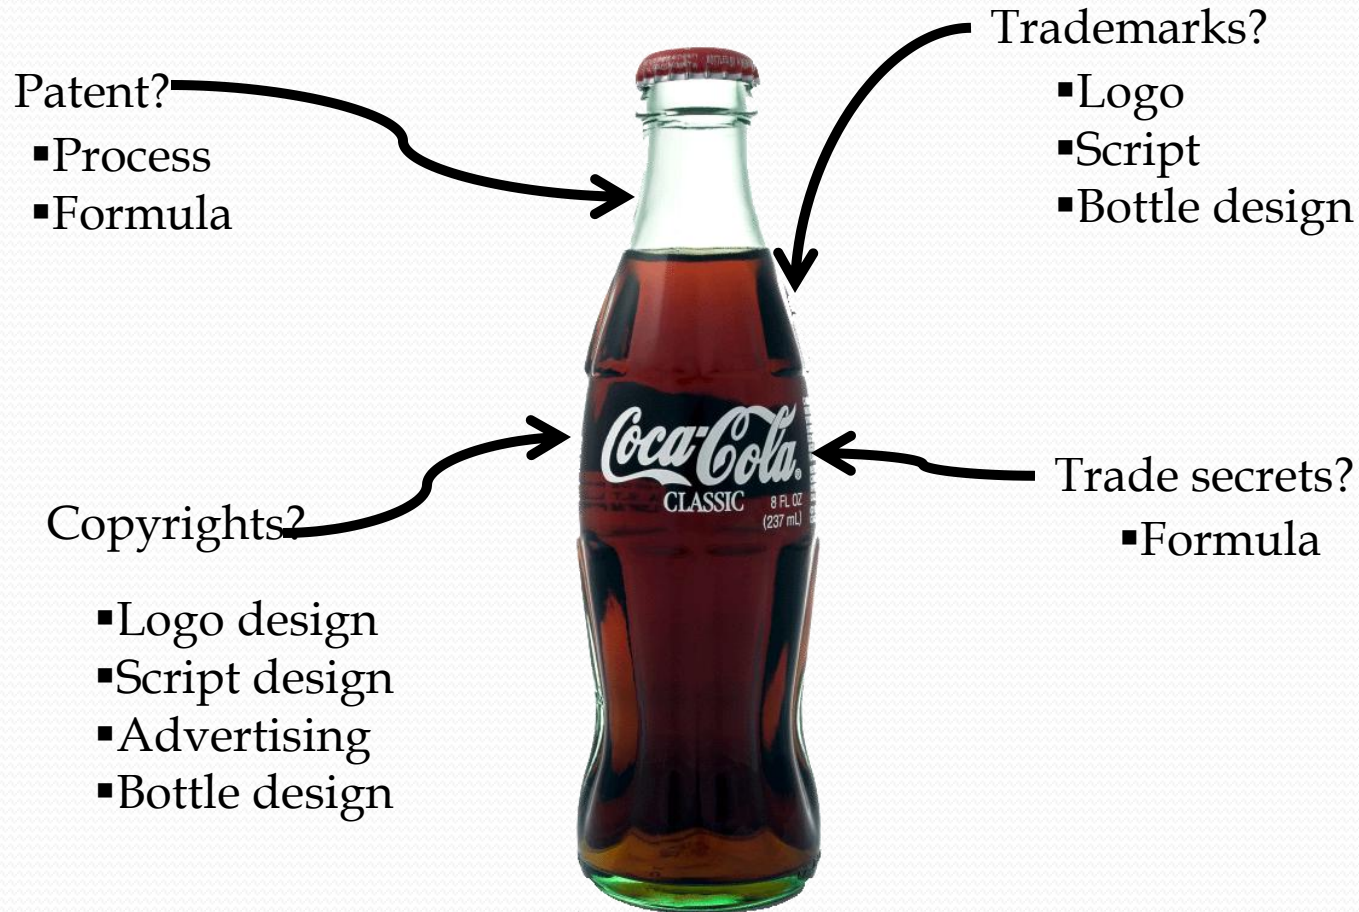 Patent?
▪Process
▪Formula
Trademarks?
▪Logo
▪Script
▪Bottle design
Coca-Cola®
CLASSIC
8 FL OZ
(237 mL)
Copyrights?
▪Logo design
▪Script design
▪Advertising
▪Bottle design
Trade secrets?
▪Formula